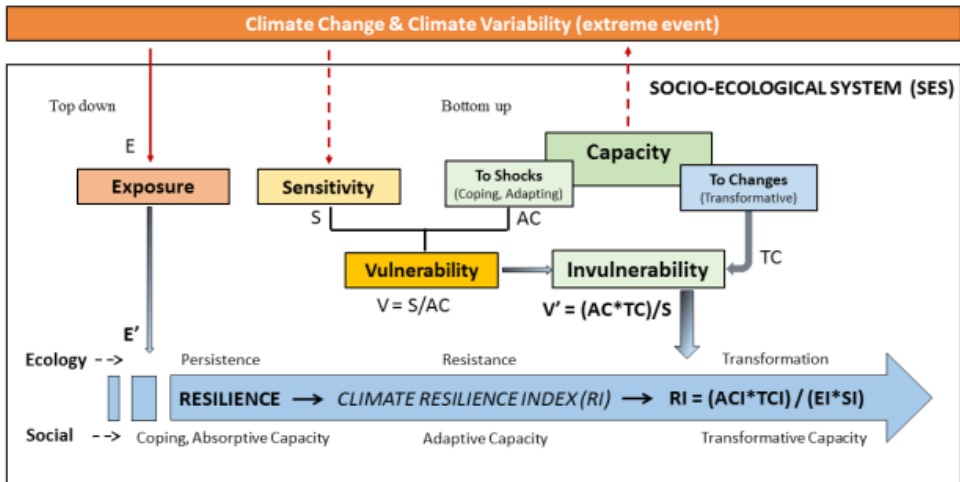 Climate Change & Climate Variability (extreme event)
SOCIO-ECOLOGICAL SYSTEM (SES)
Top down
Bottom up
E
Capacity
Exposure
Sensitivity
To Shocks
(Coping, Adapting)
To Changes
(Transformative)
S
AC
TC
Vulnerability
Invulnerability
V = S/AC
V' = (AC*TC)/S
E'
Ecology
Persistence
Resistance
Transformation
RESILIENCE → CLIMATE RESILIENCE INDEX (RI) → RI = (ACI*TCI) / (EI*SI)
Social
Coping, Absorptive Capacity
Adaptive Capacity
Transformative Capacity